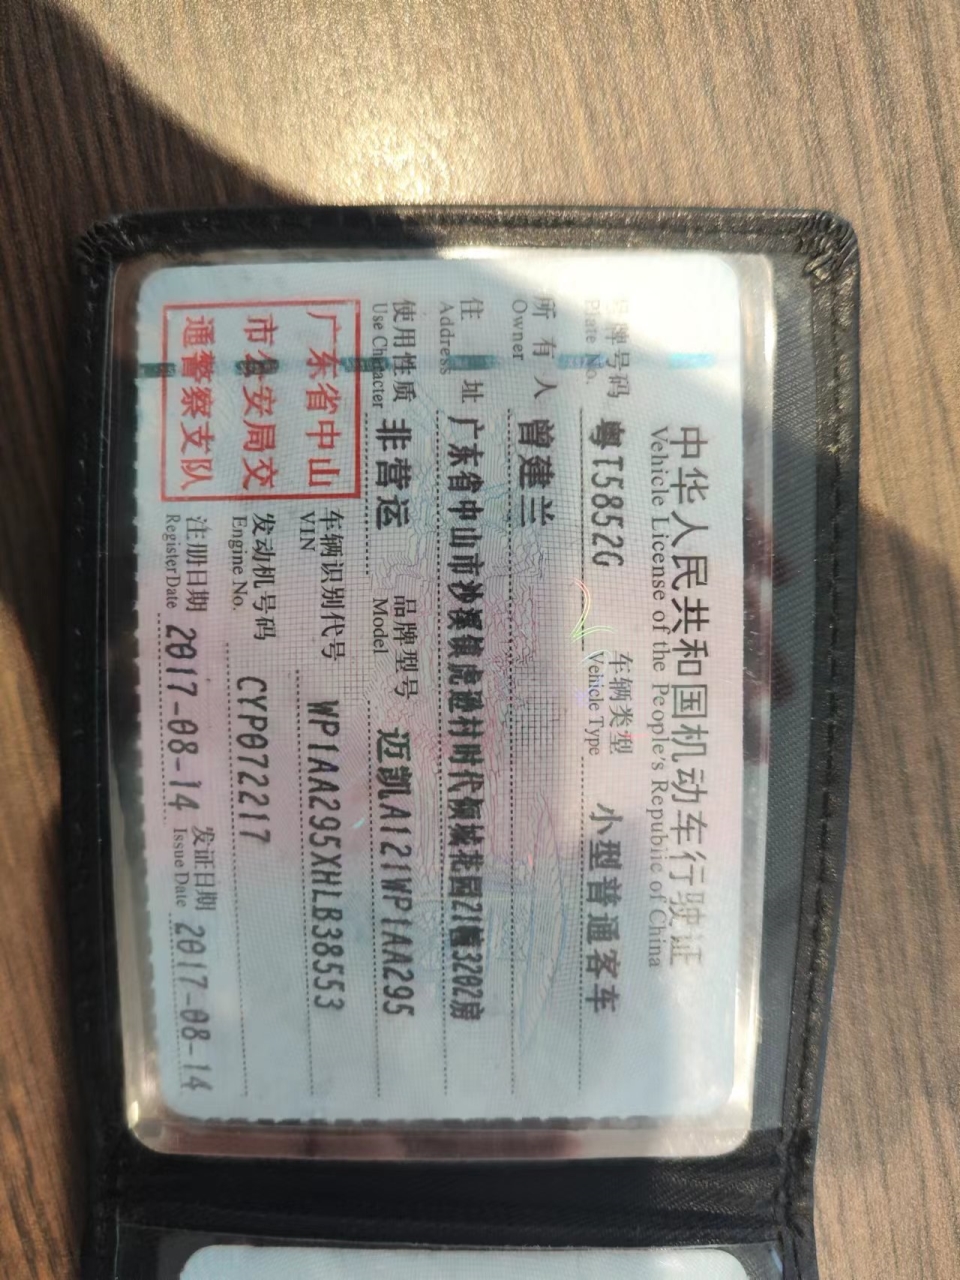 中华人民共和国机动车行驶证
Vehicle License of the People's Republic of China
号牌号码 粤T5852G 车辆类型 小型普通客车
Plate No. Vehicle Type
所有人 曾建兰
Owner
住址 广东省中山市沙溪镇虎逊村时代倾城花园21幢3202房
Address
使用性质 非营运 品牌型号 迈凯A121WP1AA295
Use Character Model
广东省中山
市公安局交
通警察支队
车辆识别代号 WP1AA295XHLB38553
VIN
发动机号码 CYP072217
Engine No.
注册日期 2017-08-14 发证日期 2017-08-14
Register Date Issue Date